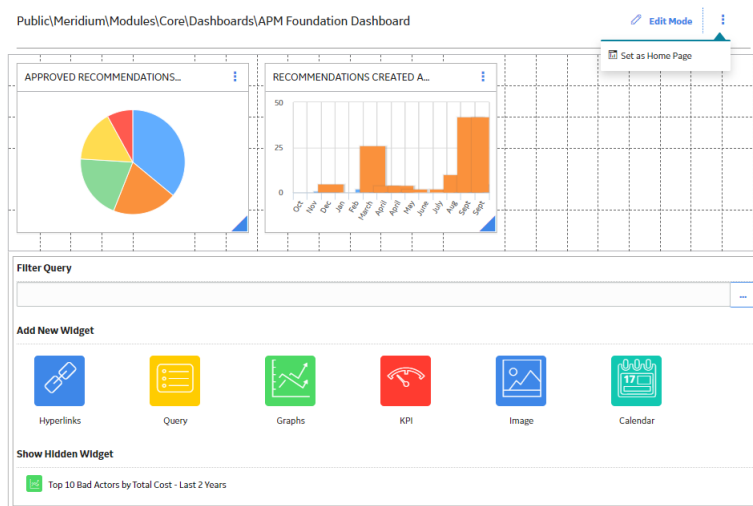 Public\Meridium\Modules\Core\Dashboards\APM Foundation Dashboard
Edit Mode
Set as Home Page
APPROVED RECOMMENDATIONS...
RECOMMENDATIONS CREATED A...
50
25
0
Oct
Nov
Dec
Jan
Feb
March
April
April
May
June
July
Aug
Sept
Sept
Filter Query
...
Add New Widget
17
Hyperlinks
Query
Graphs
KPI
Image
Calendar
Show Hidden Widget
Top 10 Bad Actors by Total Cost - Last 2 Years